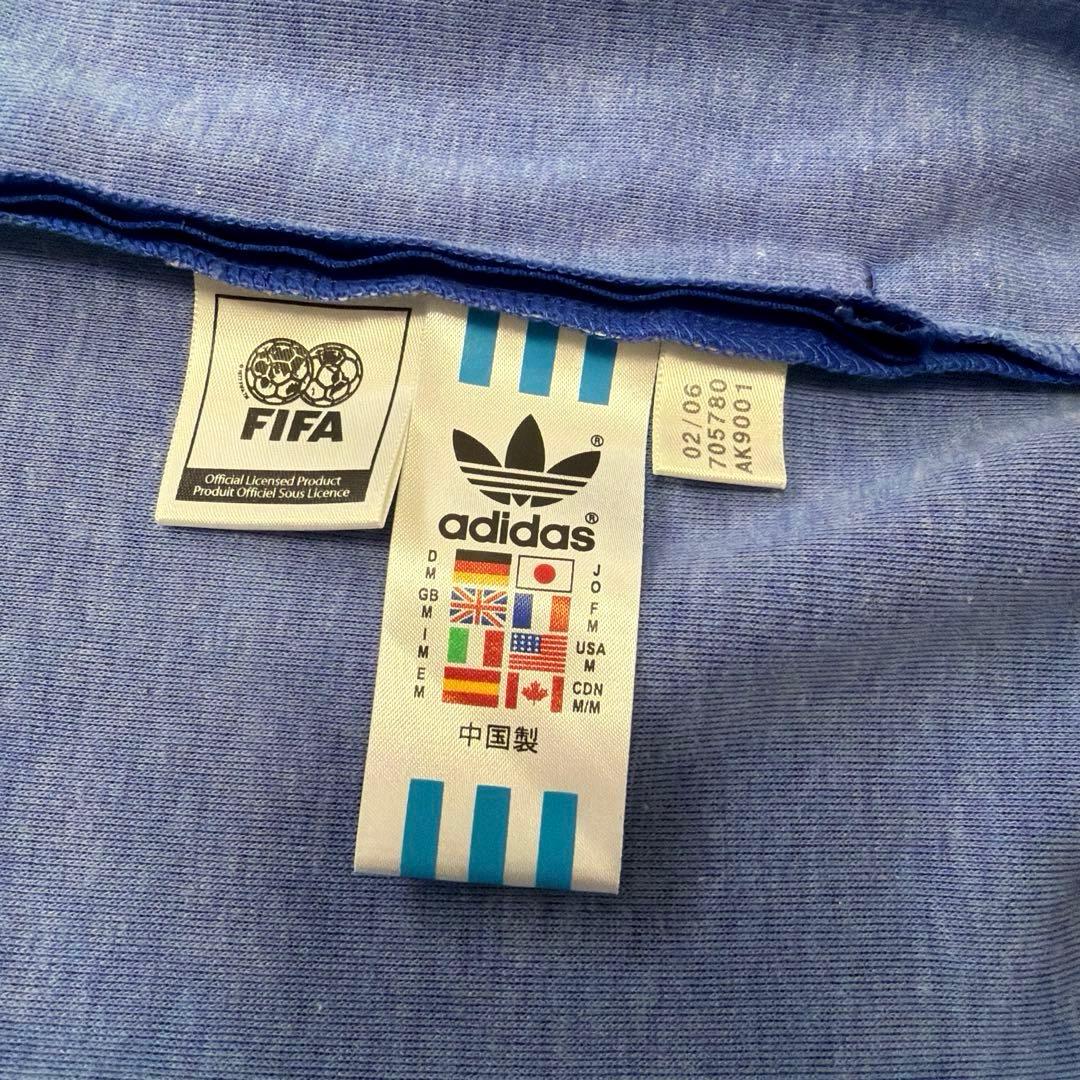 FIFA
Official Licensed Product
Produit Officiel Sous Licence
®
adidas®
D
M
J
O
GB
M
F
M
I
M
USA
M
E
M
CDN
M/M
中国製
02/06
705780
AK9001